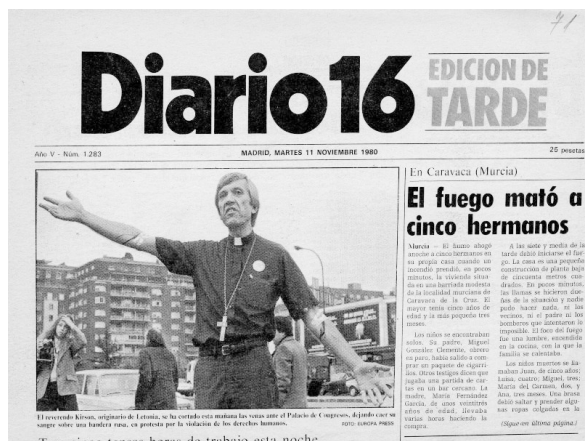 71
Diario 16
EDICION DE
TARDE
Año V - Núm. 1.283
MADRID, MARTES 11 NOVIEMBRE 1980
25 pesetas
El reverendo Kirson, originario de Letonia, se ha cortado esta mañana las venas ante el Palacio de Congresos, dejando caer su
sangre sobre una bandera rusa, en protesta por la violación de los derechos humanos.
FOTO: EUROPA PRESS
horas de trabajo esta noche
En Caravaca (Murcia)
El fuego mató a
cinco hermanos
Murcia — El humo ahogó
anoche a cinco hermanos en
su propia casa cuando un
incendio prendió, en pocos
minutos, la vivienda situa-
da en una barriada modesta
de la localidad murciana de
Caravaca de la Cruz. El
mayor tenía cinco años de
edad y la más pequeña tres
meses.
Los niños se encontraban
solos. Su padre, Miguel
González Clemente, obrero
en paro, había salido a com-
prar un paquete de cigarri-
llos. Otros testigos dicen que
jugaba una partida de car-
tas en un bar cercano. La
madre, María Fernández
García, de unos veintitrés
años de edad, llevaba
varias horas haciendo la
compra.
A las siete y media de la
tarde debió iniciarse el fue-
go. La casa es una pequeña
construcción de planta baja
de cincuenta metros cua-
drados. En pocos minutos,
las llamas se hicieron due-
ñas de la situación y nada
pudo hacer nada, ni los
vecinos, ni el padre ni los
bomberos que intentaron lo
imposible. El foco del fuego
fue una lumbre, encendida
en la cocina, con la que la
familia se calentaba.
Los niños muertos se lla-
maban Juan, de cinco años;
Luna, cuatro; Miguel, tres;
María del Carmen, dos, y
Ana, tres meses. Una brasa
debió saltar y prender algu-
nas ropas colgadas en la
(Sigue en última página.)